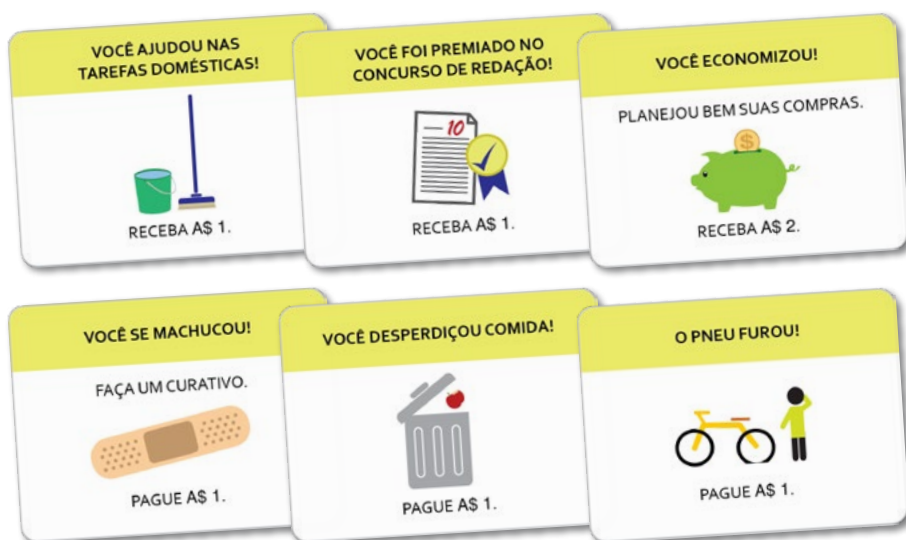 VOCÊ AJUDOU NAS
TAREFAS DOMÉSTICAS!
RECEBA A$ 1.
VOCÊ FOI PREMIADO NO
CONCURSO DE REDAÇÃO!
10
RECEBA A$ 1.
VOCÊ ECONOMIZOU!
PLANEJOU BEM SUAS COMPRAS.
$
RECEBA A$ 2.
VOCÊ SE MACHUCOU!
FAÇA UM CURATIVO.
PAGUE A$ 1.
VOCÊ DESPERDIÇOU COMIDA!
PAGUE A$ 1.
O PNEU FUROU!
PAGUE A$ 1.